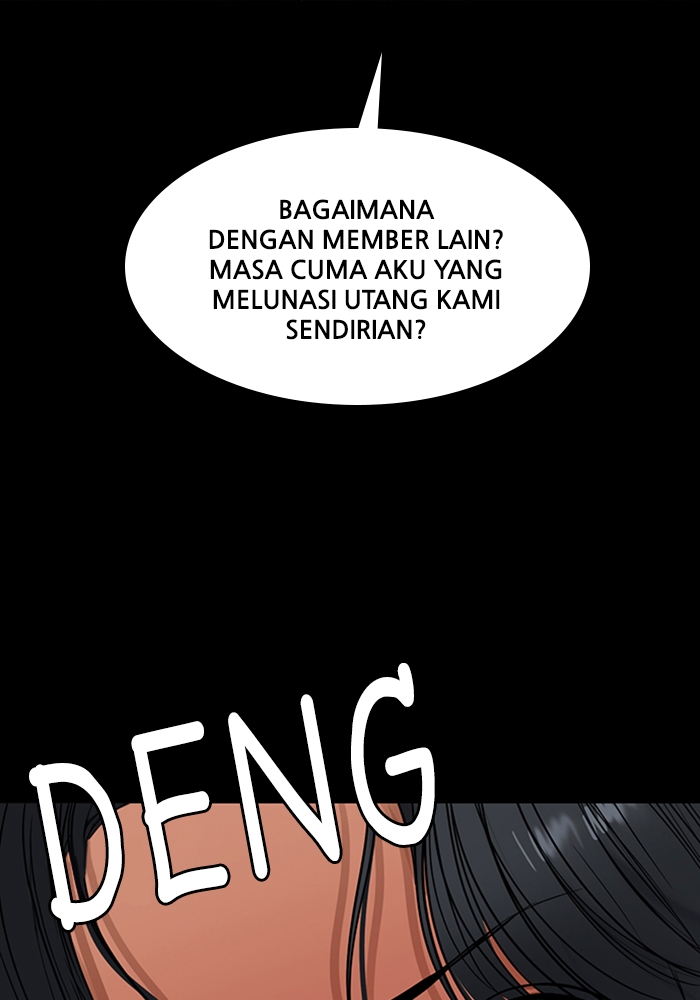 BAGAIMANA
DENGAN MEMBER LAIN?
MASA CUMA AKU YANG
MELUNASI UTANG KAMI
SENDIRIAN?
DENG